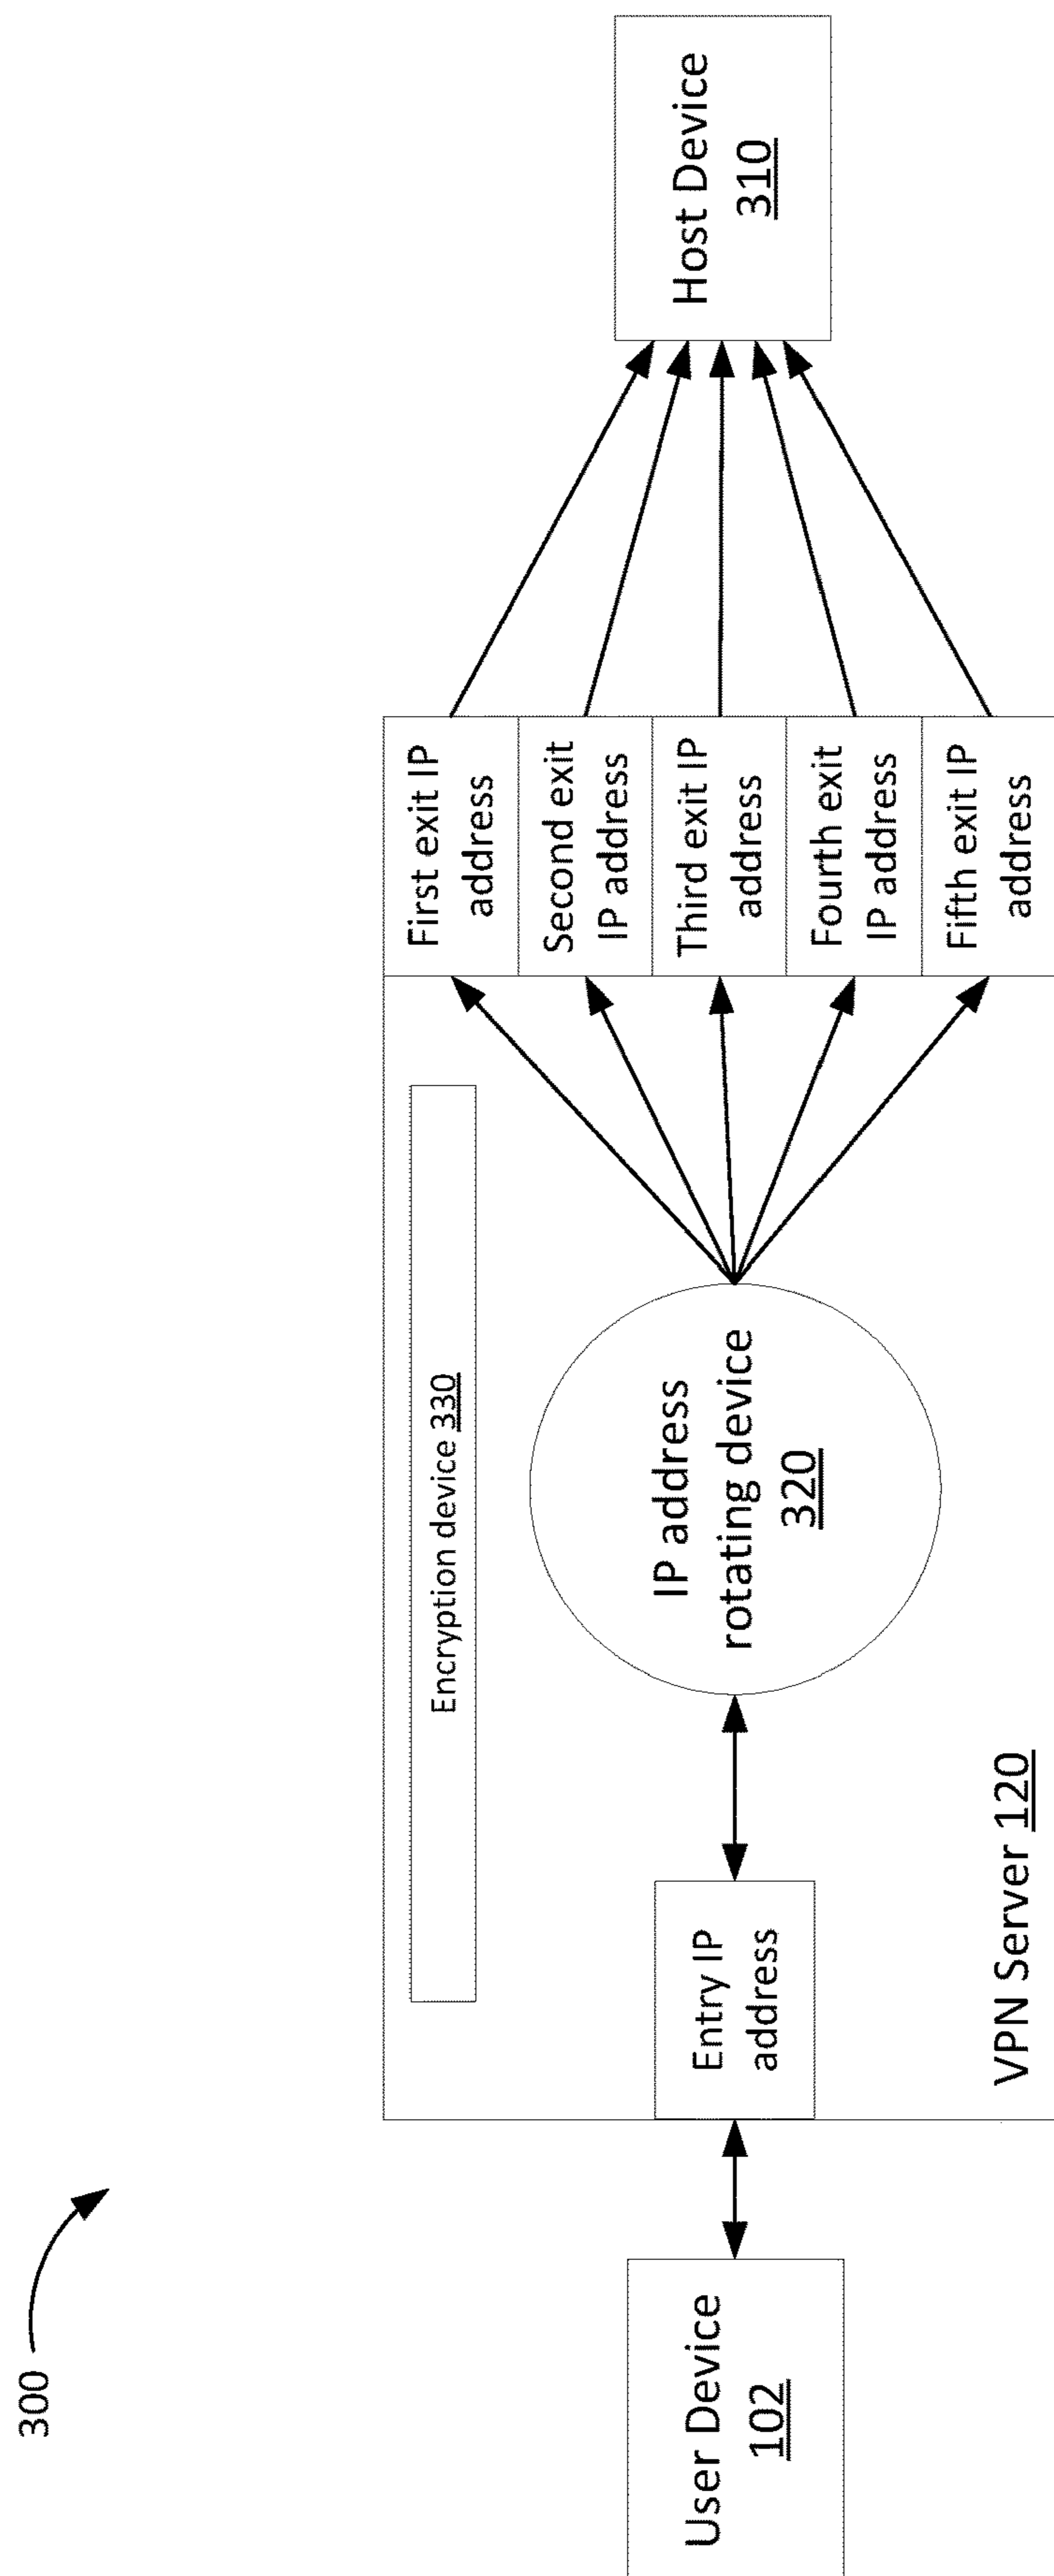 300
User Device
102
Entry IP
address
VPN Server 120
Encryption device 330
IP address
rotating device
320
First exit IP
address
Second exit
IP address
Third exit IP
address
Fourth exit
IP address
Fifth exit IP
address
Host Device
310